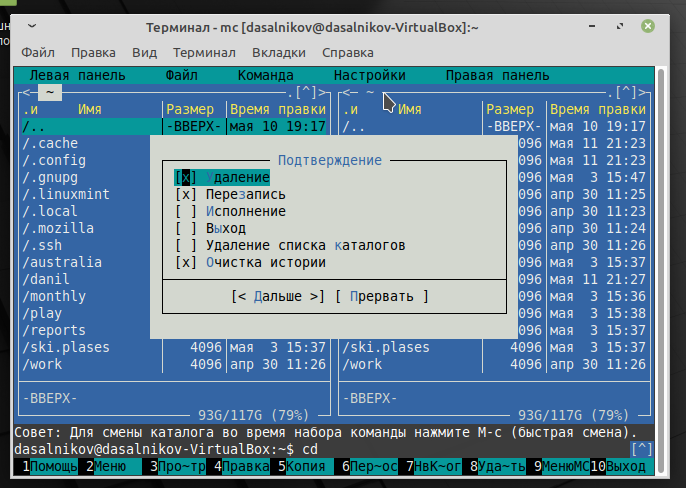 Терминал - mc [dasalnikov@dasalnikov-VirtualBox]:~
Файл Правка Вид Терминал Вкладки Справка
Левая панель Файл Команда Настройки Правая панель
<— ~ .[^]> <— ~ .[^]>
.и Имя Размер Время правки .и Имя Размер Время правки
/.. -ВВЕРХ- мая 10 19:17 /.. -ВВЕРХ- мая 10 19:17
/.cache 096 мая 11 21:23
/.config Подтверждение 096 мая 11 21:23
/.gnupg [x] Удаление 096 мая 3 15:47
/.linuxmint [x] Перезапись 096 апр 30 11:25
/.local [ ] Исполнение 096 апр 30 11:23
/.mozilla [ ] Выход 096 апр 30 11:24
/.ssh [ ] Удаление списка каталогов 096 апр 30 11:26
/australia [x] Очистка истории 096 мая 3 15:37
/danil 096 мая 11 21:27
/monthly [< Дальше >] [ Прервать ] 096 мая 3 15:36
/play 096 мая 3 15:38
/reports 096 мая 3 15:37
/ski.plases 4096 мая 3 15:37 /ski.plases 4096 мая 3 15:37
/work 4096 апр 30 11:26 /work 4096 апр 30 11:26
-ВВЕРХ- -ВВЕРХ-
93G/117G (79%) 93G/117G (79%)
Совет: Для смены каталога во время набора команды нажмите M-c (быстрая смена).
dasalnikov@dasalnikov-VirtualBox:~$ cd [^]
1Помощь 2Меню 3Про~тр 4Правка 5Копия 6Пер~ос 7НвК~ог 8Уда~ть 9МенюMC 10Выход